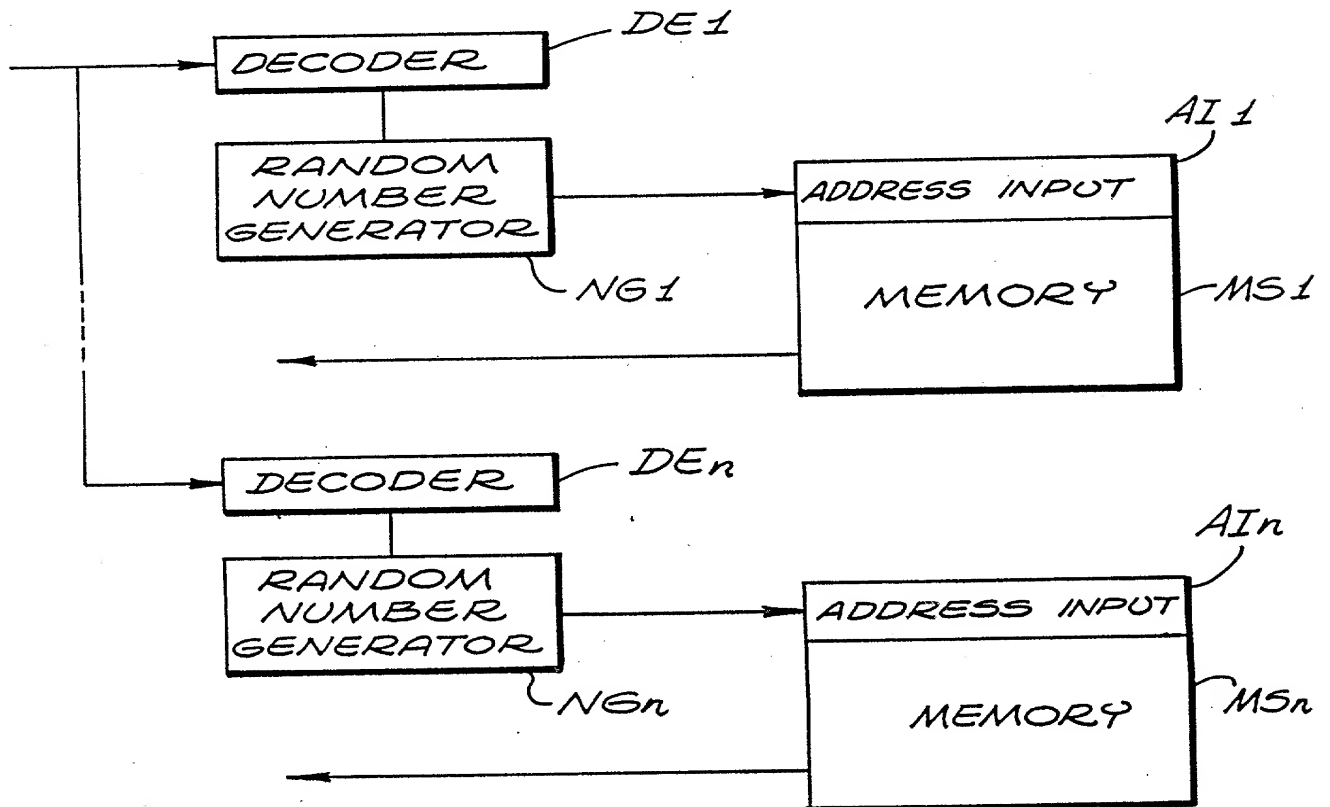 DE1
DECODER
AI1
RANDOM
NUMBER
GENERATOR
ADDRESS INPUT
NG1
MEMORY
MS1
DECODER
DEn
AIn
RANDOM
NUMBER
GENERATOR
ADDRESS INPUT
NGn
MEMORY
MSn